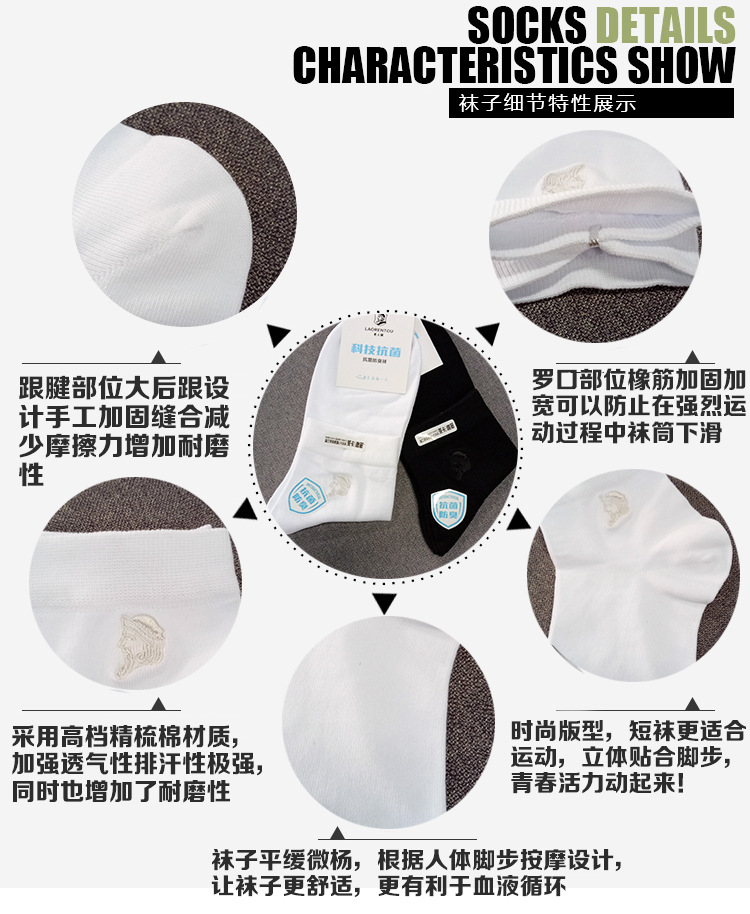 SOCKS DETAILS
CHARACTERISTICS SHOW
袜子细节特性展示
LAORENTOU
科技抗菌
抗菌防臭袜
抗菌
防臭
抗菌
防臭
跟腱部位大后跟设
计手工加固缝合减
少摩擦力增加耐磨
性
罗口部位橡筋加固加
宽可以防止在强烈运
动过程中袜筒下滑
采用高档精梳棉材质，
加强透气性排汗性极强，
同时也增加了耐磨性
时尚版型，短袜更适合
运动，立体贴合脚步，
青春活力动起来！
袜子平缓微杨，根据人体脚步按摩设计，
让袜子更舒适，更有利于血液循环